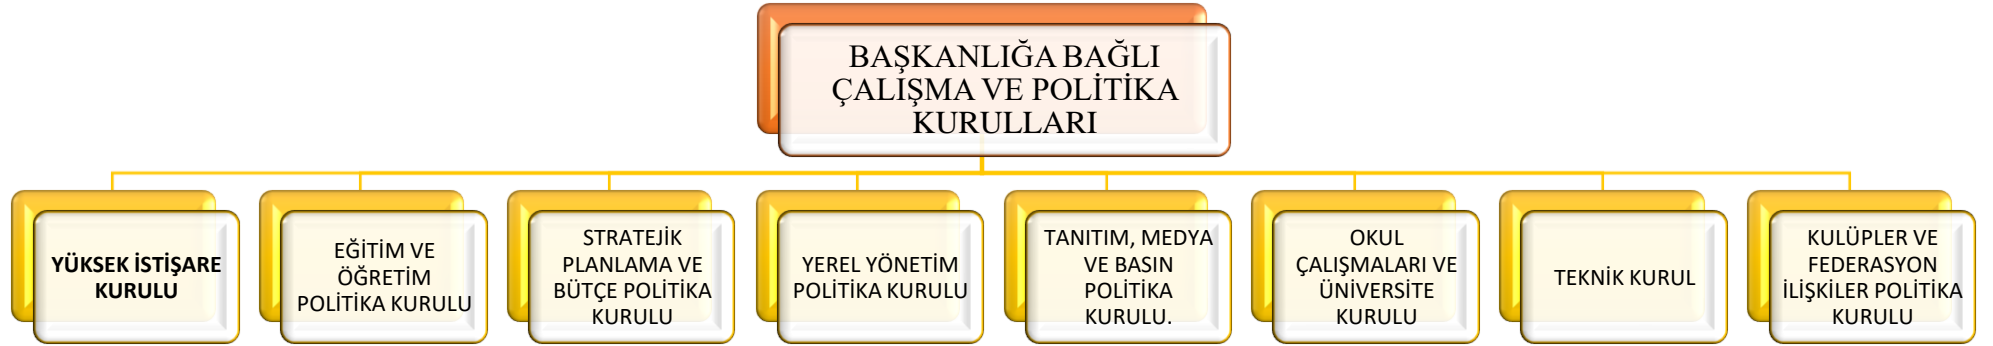 BAŞKANLIĞA BAĞLI
ÇALIŞMA VE POLİTİKA
KURULLARI
YÜKSEK İSTİŞARE
KURULU
EĞİTİM VE
ÖĞRETİM
POLİTİKA KURULU
STRATEJİK
PLANLAMA VE
BÜTÇE POLİTİKA
KURULU
YEREL YÖNETİM
POLİTİKA KURULU
TANITIM, MEDYA
VE BASIN
POLİTİKA
KURULU.
OKUL
ÇALIŞMALARI VE
ÜNİVERSİTE
KURULU
TEKNİK KURUL
KULÜPLER VE
FEDERASYON
İLİŞKİLER POLİTİKA
KURULU